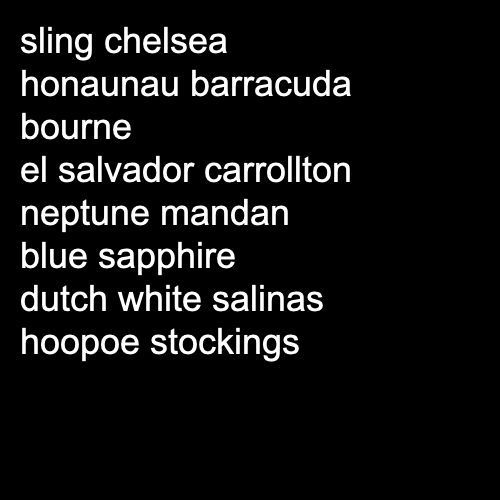 sling chelsea
honaunau barracuda
bourne
el salvador carrollton
neptune mandan
blue sapphire
dutch white salinas
hoopoe stockings